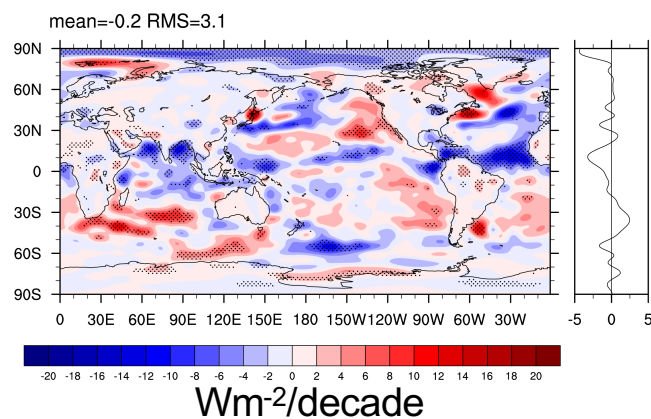 mean=-0.2 RMS=3.1
90N
60N
30N
0
30S
60S
90S
0 30E 60E 90E 120E 150E 180 150W 120W 90W 60W 30W
-5 0 5
-20 -18 -16 -14 -12 -10 -8 -6 -4 -2 0 2 4 6 8 10 12 14 16 18 20
Wm-2/decade